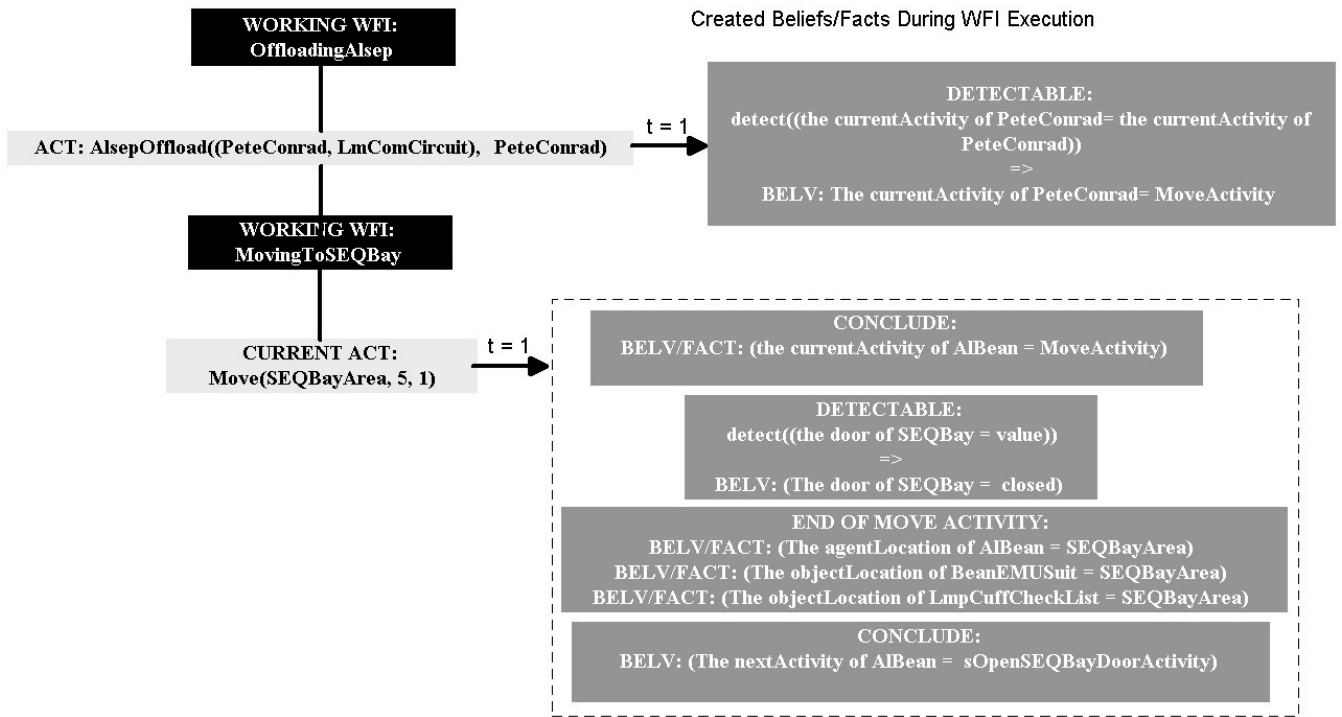 Created Beliefs/Facts During WFI Execution
WORKING WFI:
OffloadingAlsep
ACT: AlsepOffload((PeteConrad, LmComCircuit), PeteConrad)
t = 1
DETECTABLE:
detect((the currentActivity of PeteConrad= the currentActivity of
PeteConrad))
=>
BELV: The currentActivity of PeteConrad= MoveActivity
WORKING WFI:
MovingToSEQBay
CURRENT ACT:
Move(SEQBayArea, 5, 1)
t = 1
CONCLUDE:
BELV/FACT: (the currentActivity of AlBean = MoveActivity)
DETECTABLE:
detect((the door of SEQBay = value))
=>
BELV: (The door of SEQBay = closed)
END OF MOVE ACTIVITY:
BELV/FACT: (The agentLocation of AlBean = SEQBayArea)
BELV/FACT: (The objectLocation of BeanEMUSuit = SEQBayArea)
BELV/FACT: (The objectLocation of LmpCuffCheckList = SEQBayArea)
CONCLUDE:
BELV: (The nextActivity of AlBean = sOpenSEQBayDoorActivity)